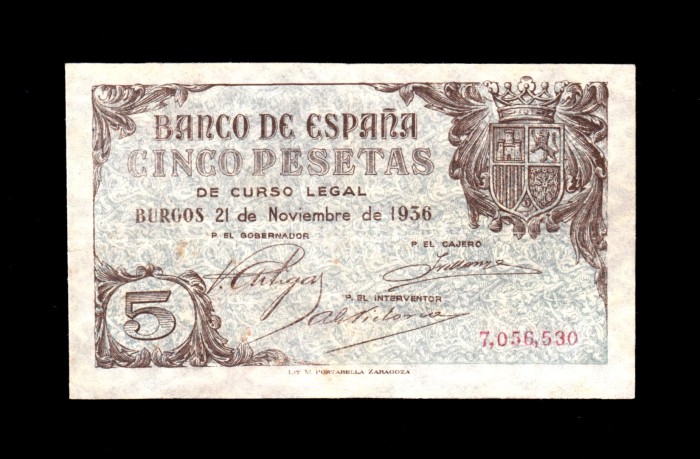 BANCO DE ESPAÑA
CINCO PESETAS
DE CURSO LEGAL
BURGOS 21 de Noviembre de 1936
P. EL GOBERNADOR
P. EL CAJERO
P. EL INTERVENTOR
5
7,056,530
LIT. M. PORTABELLA ZARAGOZA